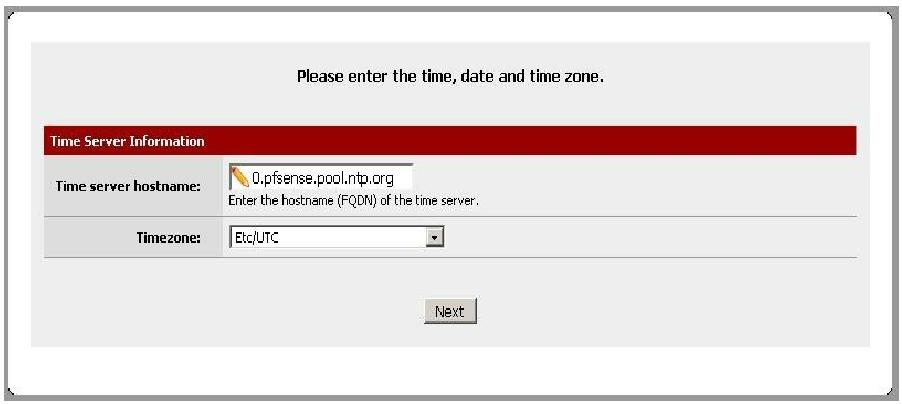 Please enter the time, date and time zone.
Time Server Information
Time server hostname:
0.pfsense.pool.ntp.org
Enter the hostname (FQDN) of the time server.
Timezone:
Etc/UTC
Next